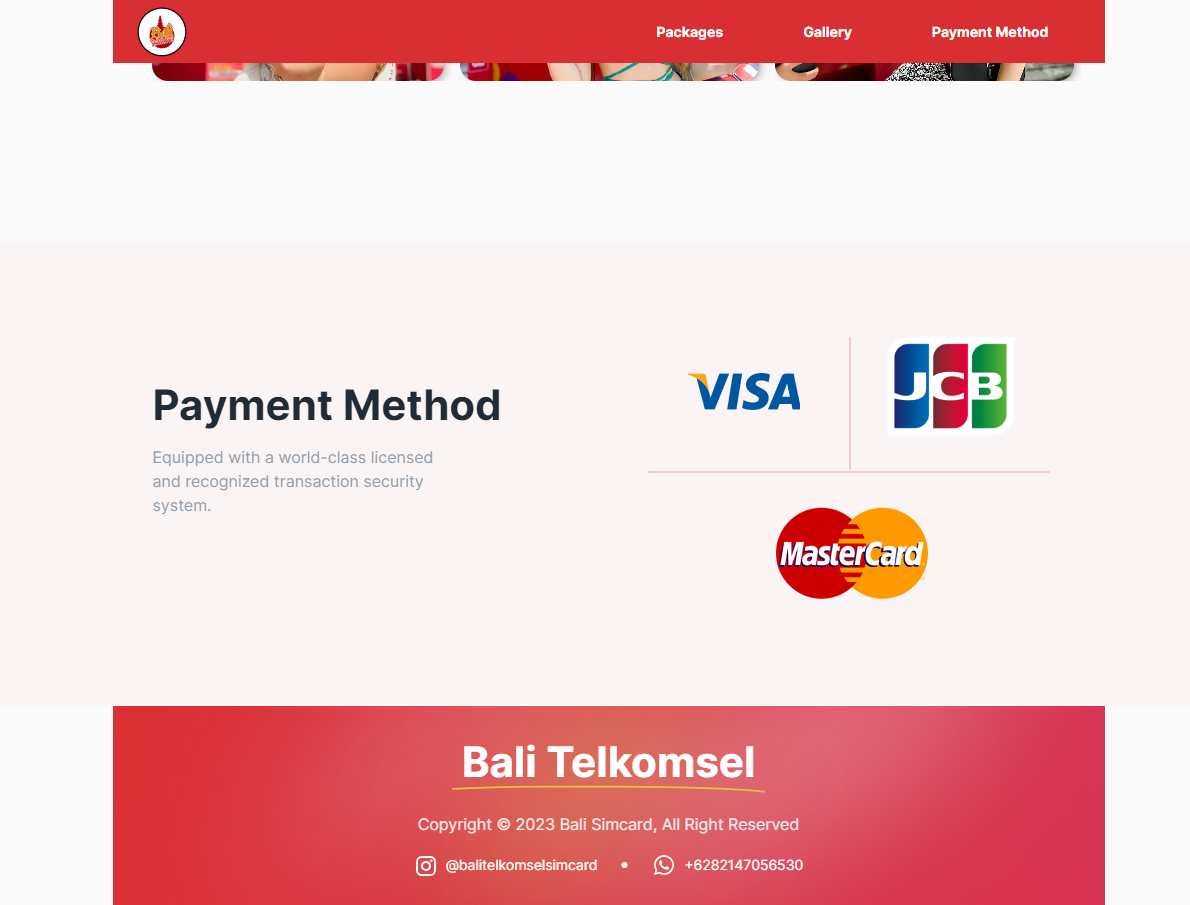 Packages Gallery Payment Method
Payment Method
Equipped with a world-class licensed
and recognized transaction security
system.
VISA
JCB
MasterCard
Bali Telkomsel
Copyright © 2023 Bali Simcard, All Right Reserved
@balitelkomselsimcard • +6282147056530